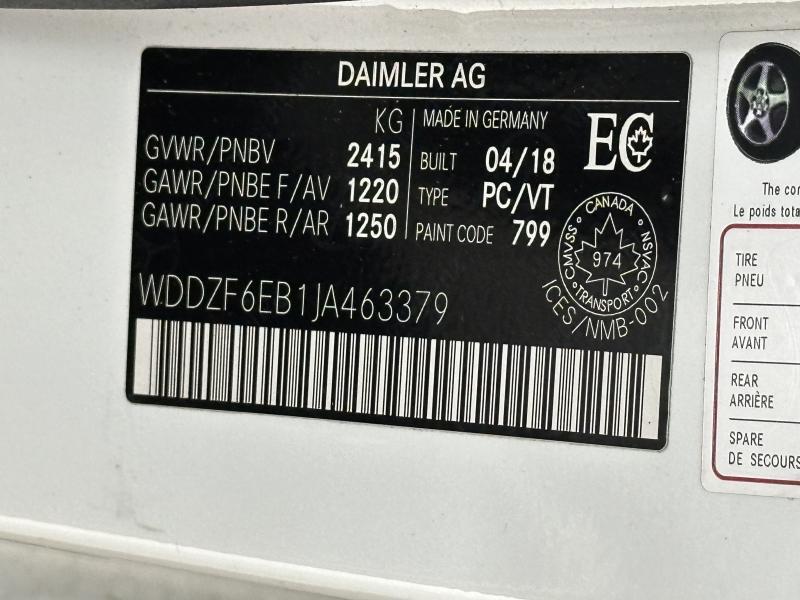 DAIMLER AG
KG
GVWR/PNBV 2415
GAWR/PNBE F/AV 1220
GAWR/PNBE R/AR 1250
MADE IN GERMANY
BUILT 04/18
TYPE PC/VT
PAINT CODE 799
EC
CANADA
CMVSS 974 NSVAC
TRANSPORT
ICES/NMB-002
WDDZF6EB1JA463379
The co
Le poids tota
TIRE
PNEU
FRONT
AVANT
REAR
ARRIÈRE
SPARE
DE SECOURS